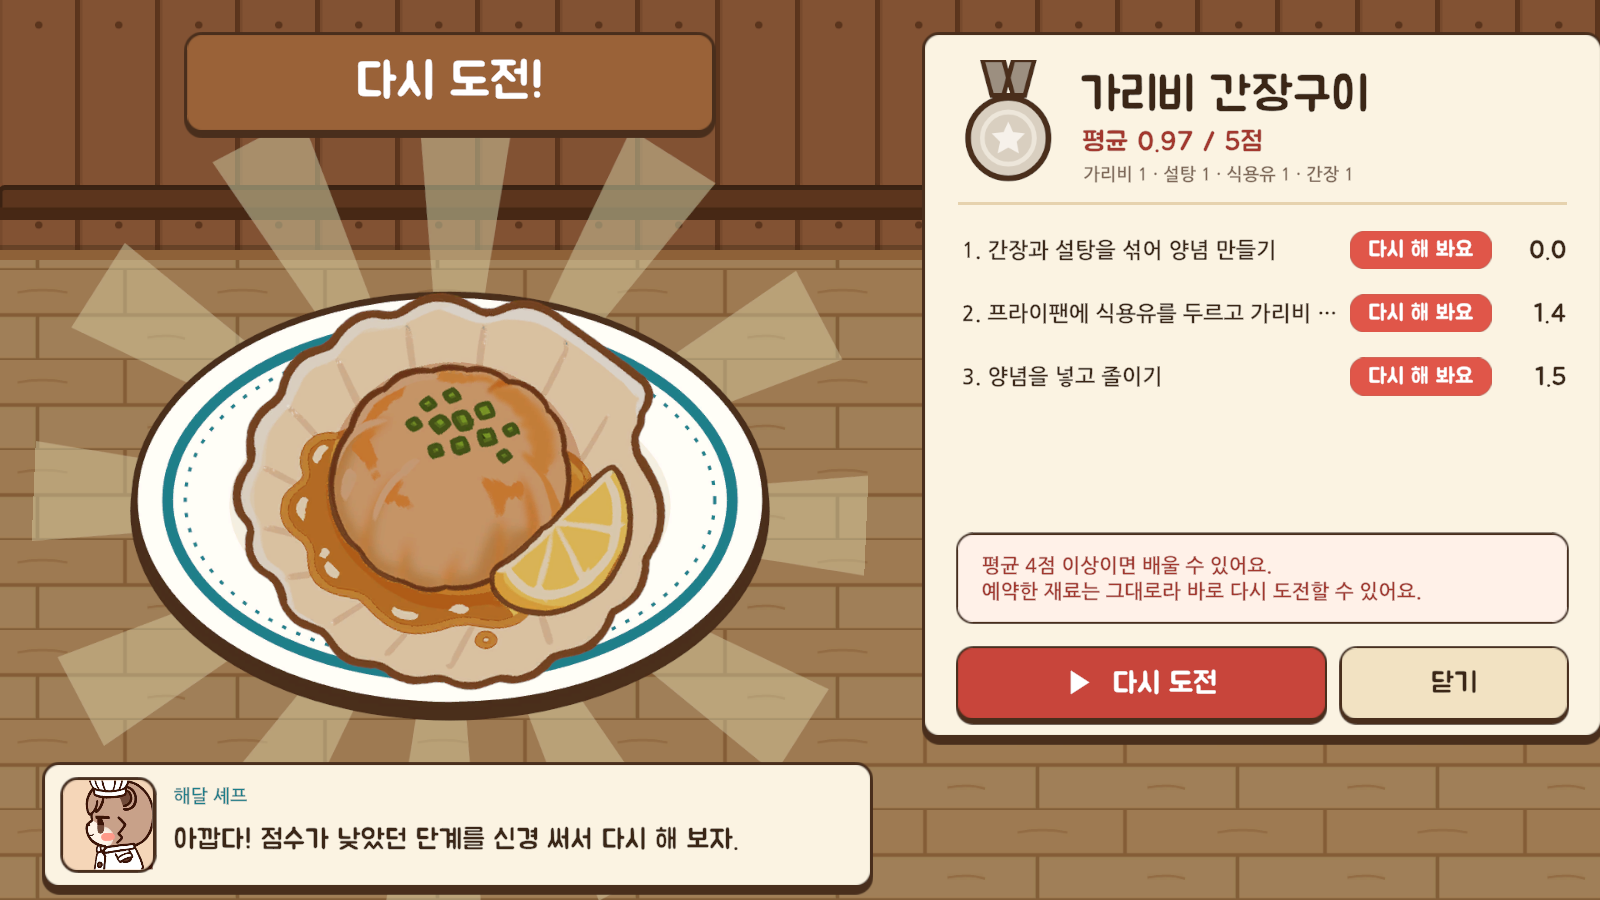 다시 도전!
가리비 간장구이
평균 0.97 / 5점
가리비 1 · 설탕 1 · 식용유 1 · 간장 1
1. 간장과 설탕을 섞어 양념 만들기 다시 해 봐요 0.0
2. 프라이팬에 식용유를 두르고 가리비 ··· 다시 해 봐요 1.4
3. 양념을 넣고 졸이기 다시 해 봐요 1.5
평균 4점 이상이면 배울 수 있어요.
예약한 재료는 그대로라 바로 다시 도전할 수 있어요.
▶ 다시 도전 닫기
해달 셰프
아깝다! 점수가 낮았던 단계를 신경 써서 다시 해 보자.